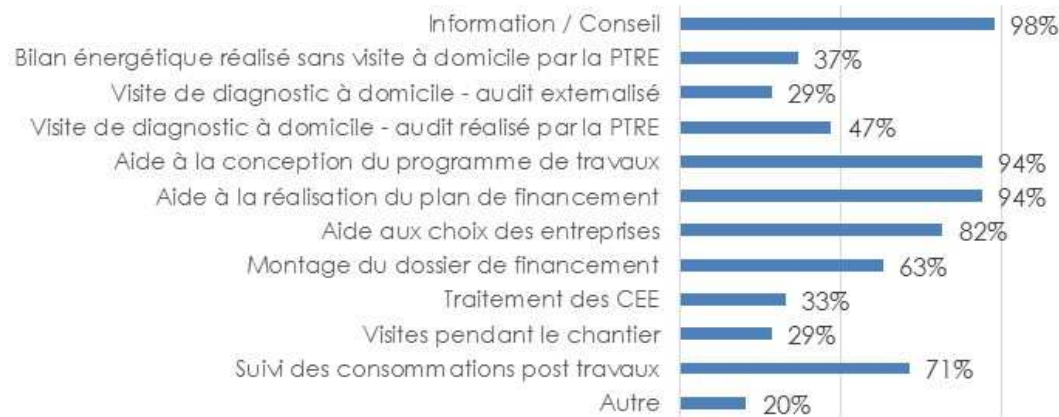 Information / Conseil 98%
Bilan énergétique réalisé sans visite à domicile par la PTRE 37%
Visite de diagnostic à domicile - audit externalisé 29%
Visite de diagnostic à domicile - audit réalisé par la PTRE 47%
Aide à la conception du programme de travaux 94%
Aide à la réalisation du plan de financement 94%
Aide aux choix des entreprises 82%
Montage du dossier de financement 63%
Traitement des CEE 33%
Visites pendant le chantier 29%
Suivi des consommations post travaux 71%
Autre 20%